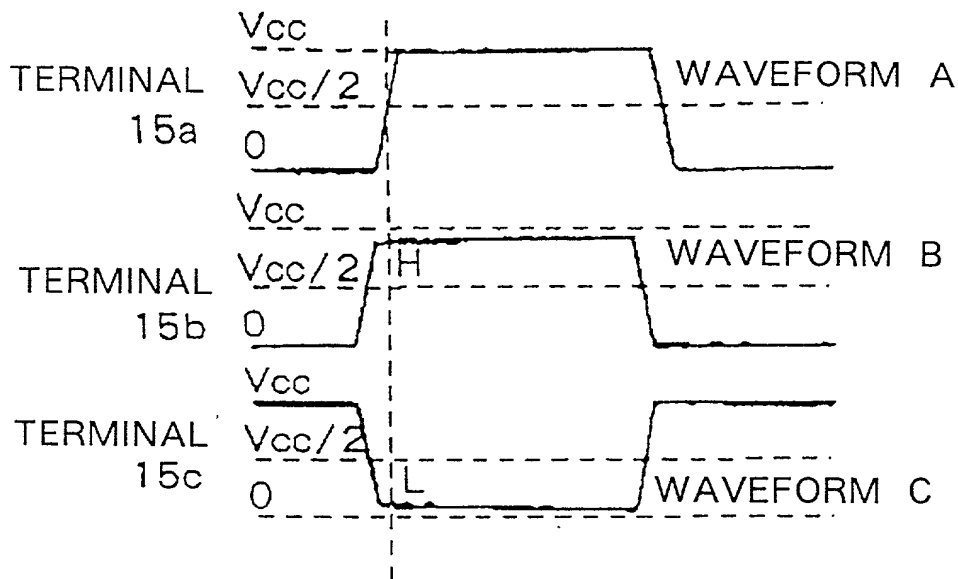 Vcc
TERMINAL
15a
Vcc/2
WAVEFORM A
0
Vcc
TERMINAL
15b
Vcc/2
H
WAVEFORM B
0
Vcc
TERMINAL
15c
Vcc/2
L
0
WAVEFORM C